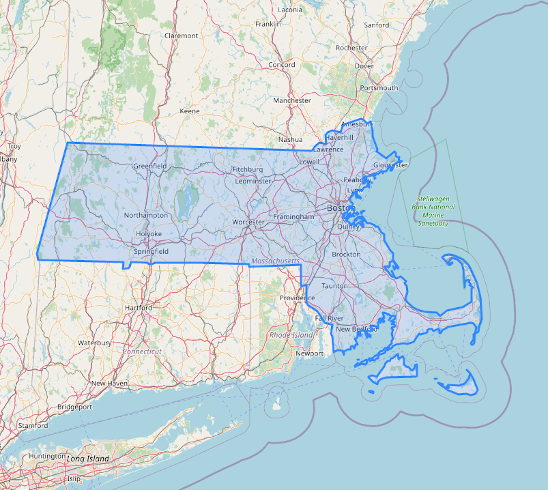 Laconia
Franklin
Claremont
Sanford
Rochester
Concord
Dover
Portsmouth
Manchester
Keene
Nashua
Amesbury
Haverhill
Lawrence
Troy
Albany
Greenfield
Lowell
Gloucester
Fitchburg
Leominster
Peabo
Lynn
Stellwagen
Bank National
Marine
Sanctuary
Northampton
Boston
Worcester
Framingham
Quincy
Holyoke
Springfield
Brockton
Massachusetts
Taunton
Providence
Hartford
Fall River
New Bedford
Rhode Island
Waterbury
Connecticut
Newport
New Haven
Bridgeport
Stamford
Huntington
Long Island
Islip